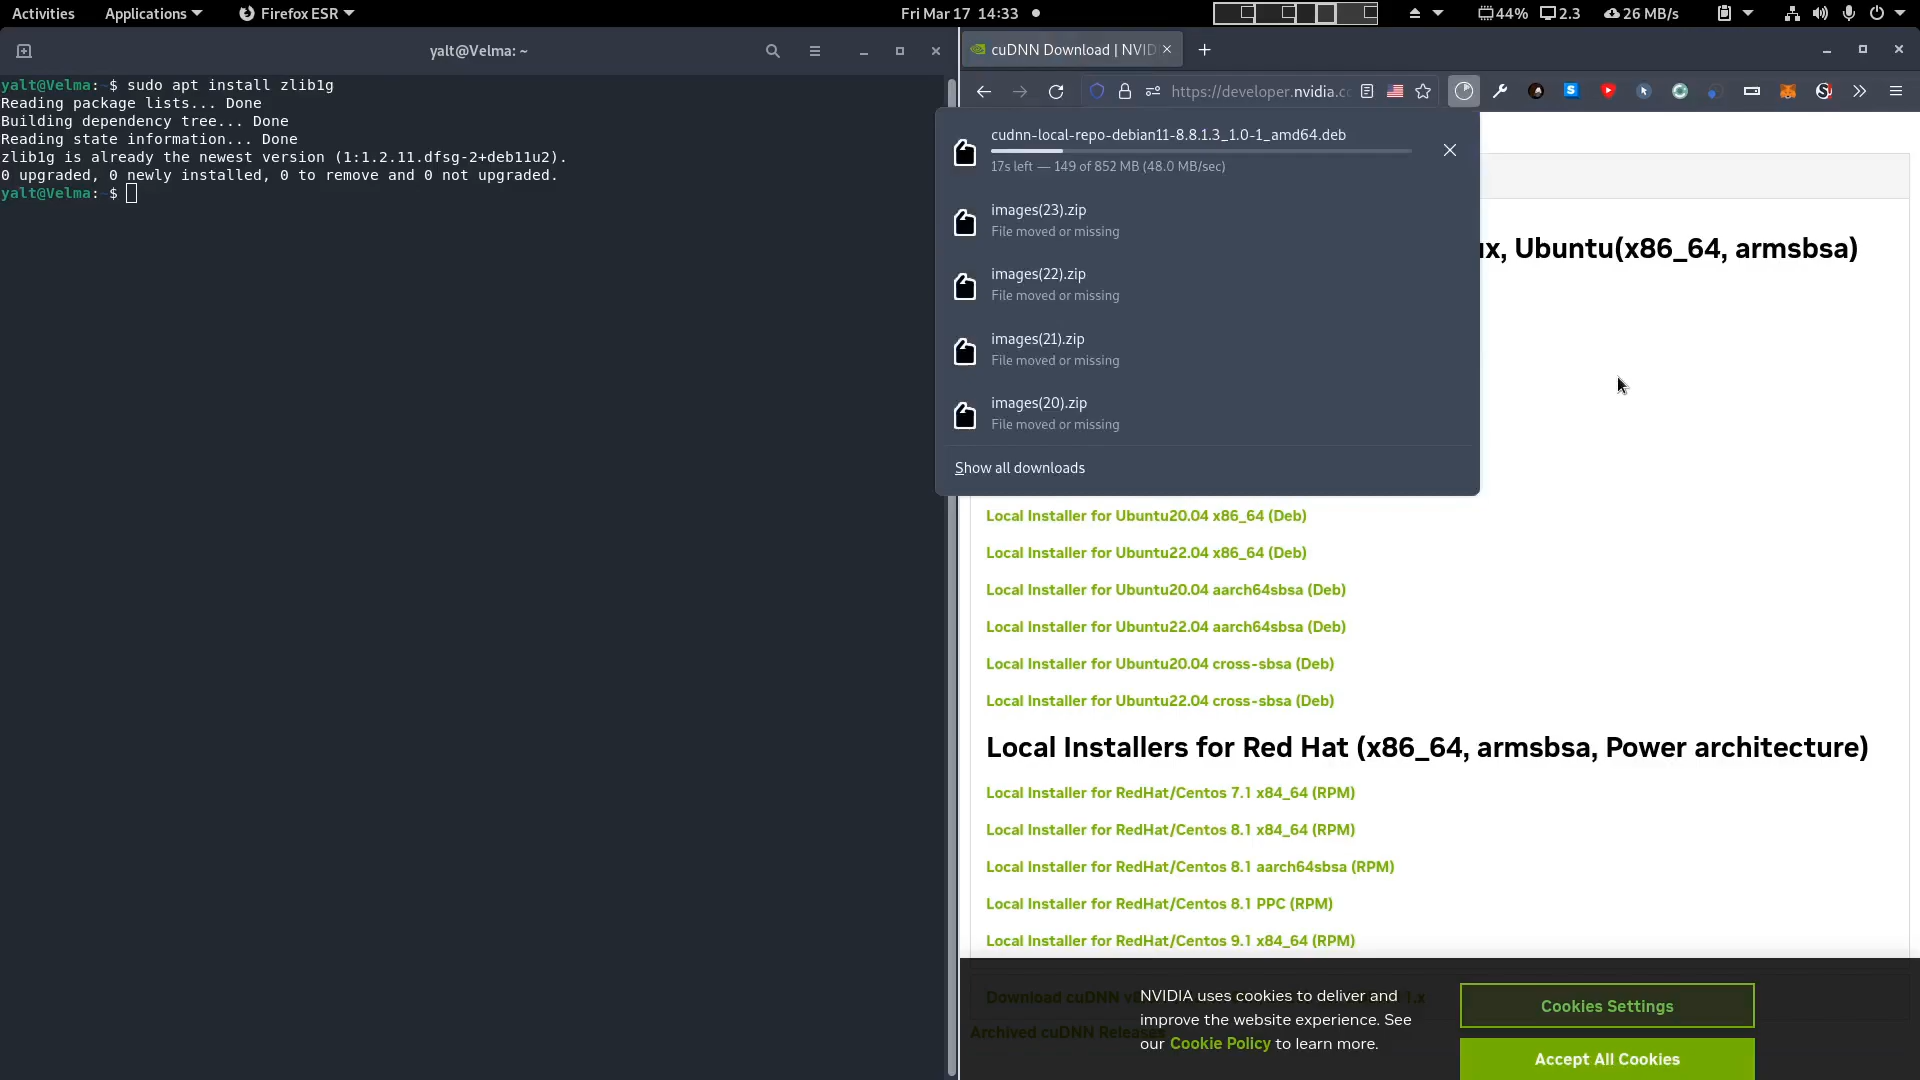 Activities
Applications
Firefox ESR
Fri Mar 17 14:33
44%
2.3
26 MB/s
yalt@Velma: ~
yalt@Velma:~$ sudo apt install zlib1g
Reading package lists... Done
Building dependency tree... Done
Reading state information... Done
zlib1g is already the newest version (1:1.2.11.dfsg-2+deb11u2).
0 upgraded, 0 newly installed, 0 to remove and 0 not upgraded.
yalt@Velma:~$
cuDNN Download | NVID
https://developer.nvidia.cc
cudnn-local-repo-debian11-8.8.1.3_1.0-1_amd64.deb
17s left — 149 of 852 MB (48.0 MB/sec)
images(23).zip
File moved or missing
images(22).zip
File moved or missing
images(21).zip
File moved or missing
images(20).zip
File moved or missing
Show all downloads
ux, Ubuntu(x86_64, armsbsa)
Local Installer for Ubuntu20.04 x86_64 (Deb)
Local Installer for Ubuntu22.04 x86_64 (Deb)
Local Installer for Ubuntu20.04 aarch64sbsa (Deb)
Local Installer for Ubuntu22.04 aarch64sbsa (Deb)
Local Installer for Ubuntu20.04 cross-sbsa (Deb)
Local Installer for Ubuntu22.04 cross-sbsa (Deb)
Local Installers for Red Hat (x86_64, armsbsa, Power architecture)
Local Installer for RedHat/Centos 7.1 x84_64 (RPM)
Local Installer for RedHat/Centos 8.1 x84_64 (RPM)
Local Installer for RedHat/Centos 8.1 aarch64sbsa (RPM)
Local Installer for RedHat/Centos 8.1 PPC (RPM)
Local Installer for RedHat/Centos 9.1 x84_64 (RPM)
Download cuDNN
Archived cuDNN
NVIDIA uses cookies to deliver and
improve the website experience. See
our Cookie Policy to learn more.
Cookies Settings
Accept All Cookies